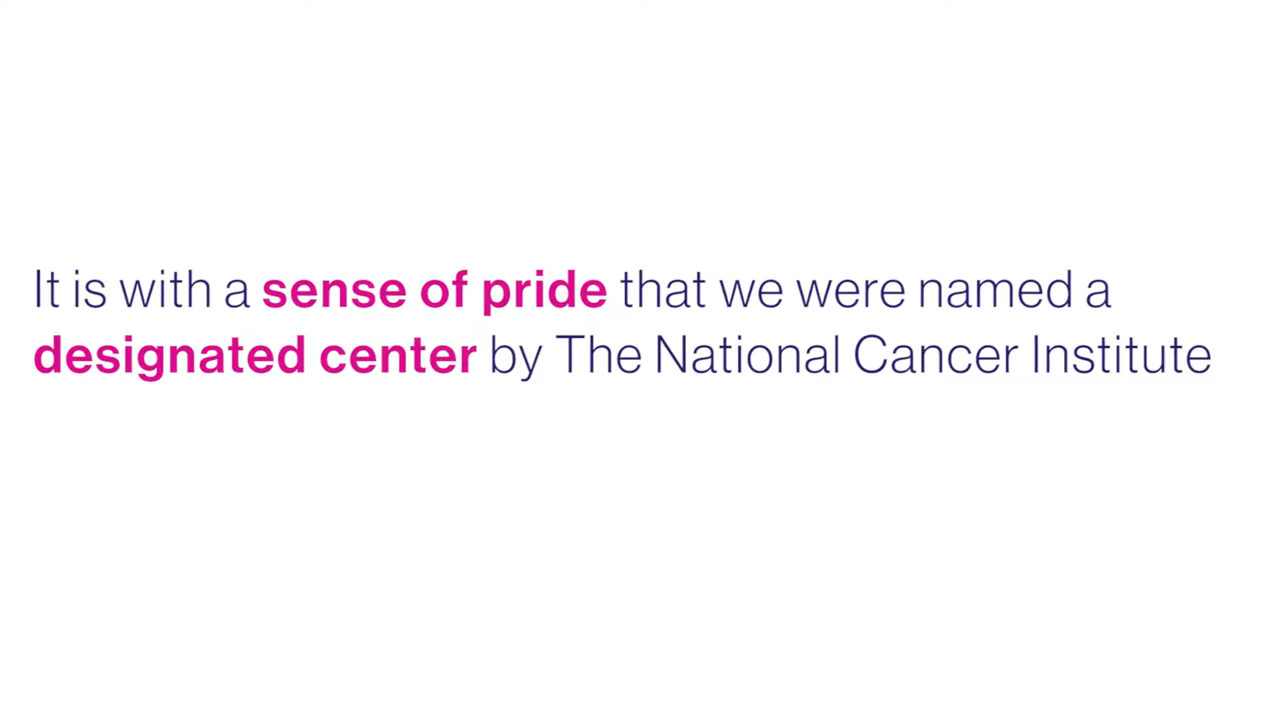 It is with a sense of pride that we were named a
designated center by The National Cancer Institute